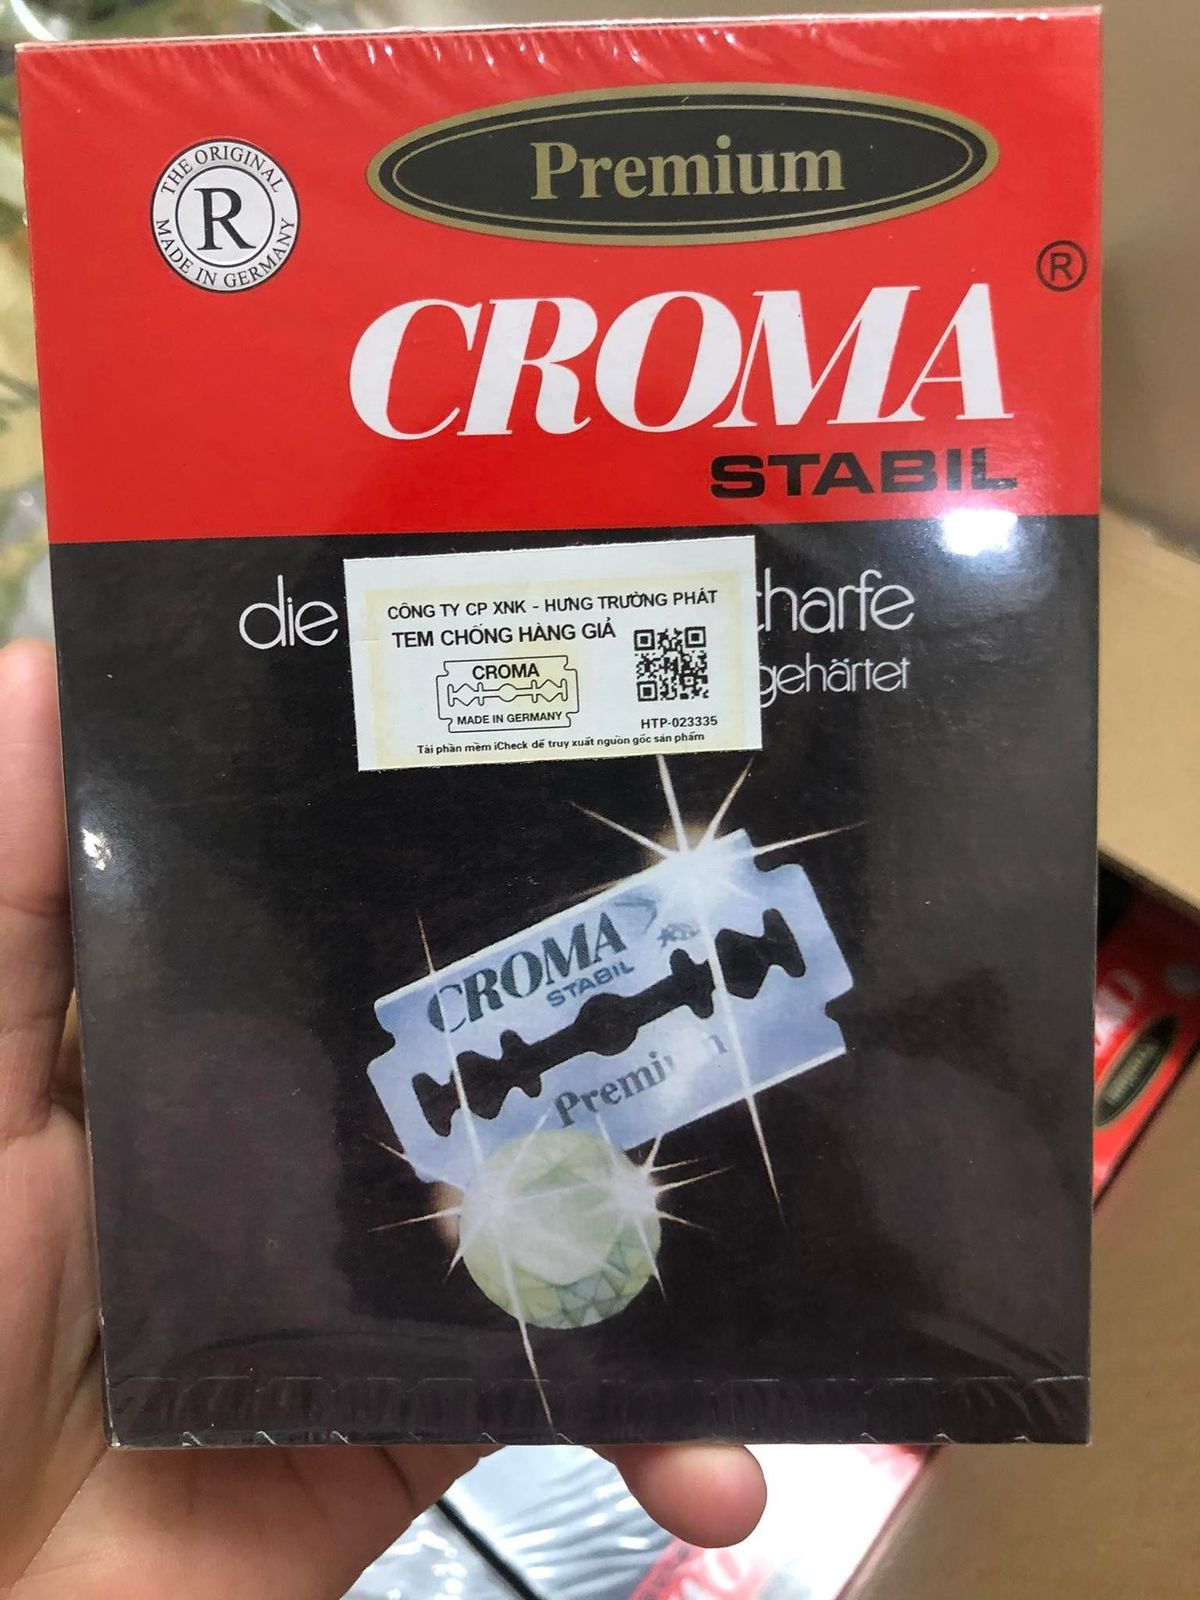 Premium
THE ORIGINAL
R
MADE IN GERMANY
®
CROMA
STABIL
die
gehärtet
CÔNG TY CP XNK - HƯNG TRƯỜNG PHÁT
TEM CHỐNG HÀNG GIẢ
CROMA
MADE IN GERMANY
HTP-023335
Tải phần mềm iCheck để truy xuất nguồn gốc sản phẩm
CROMA
STABIL
Premium